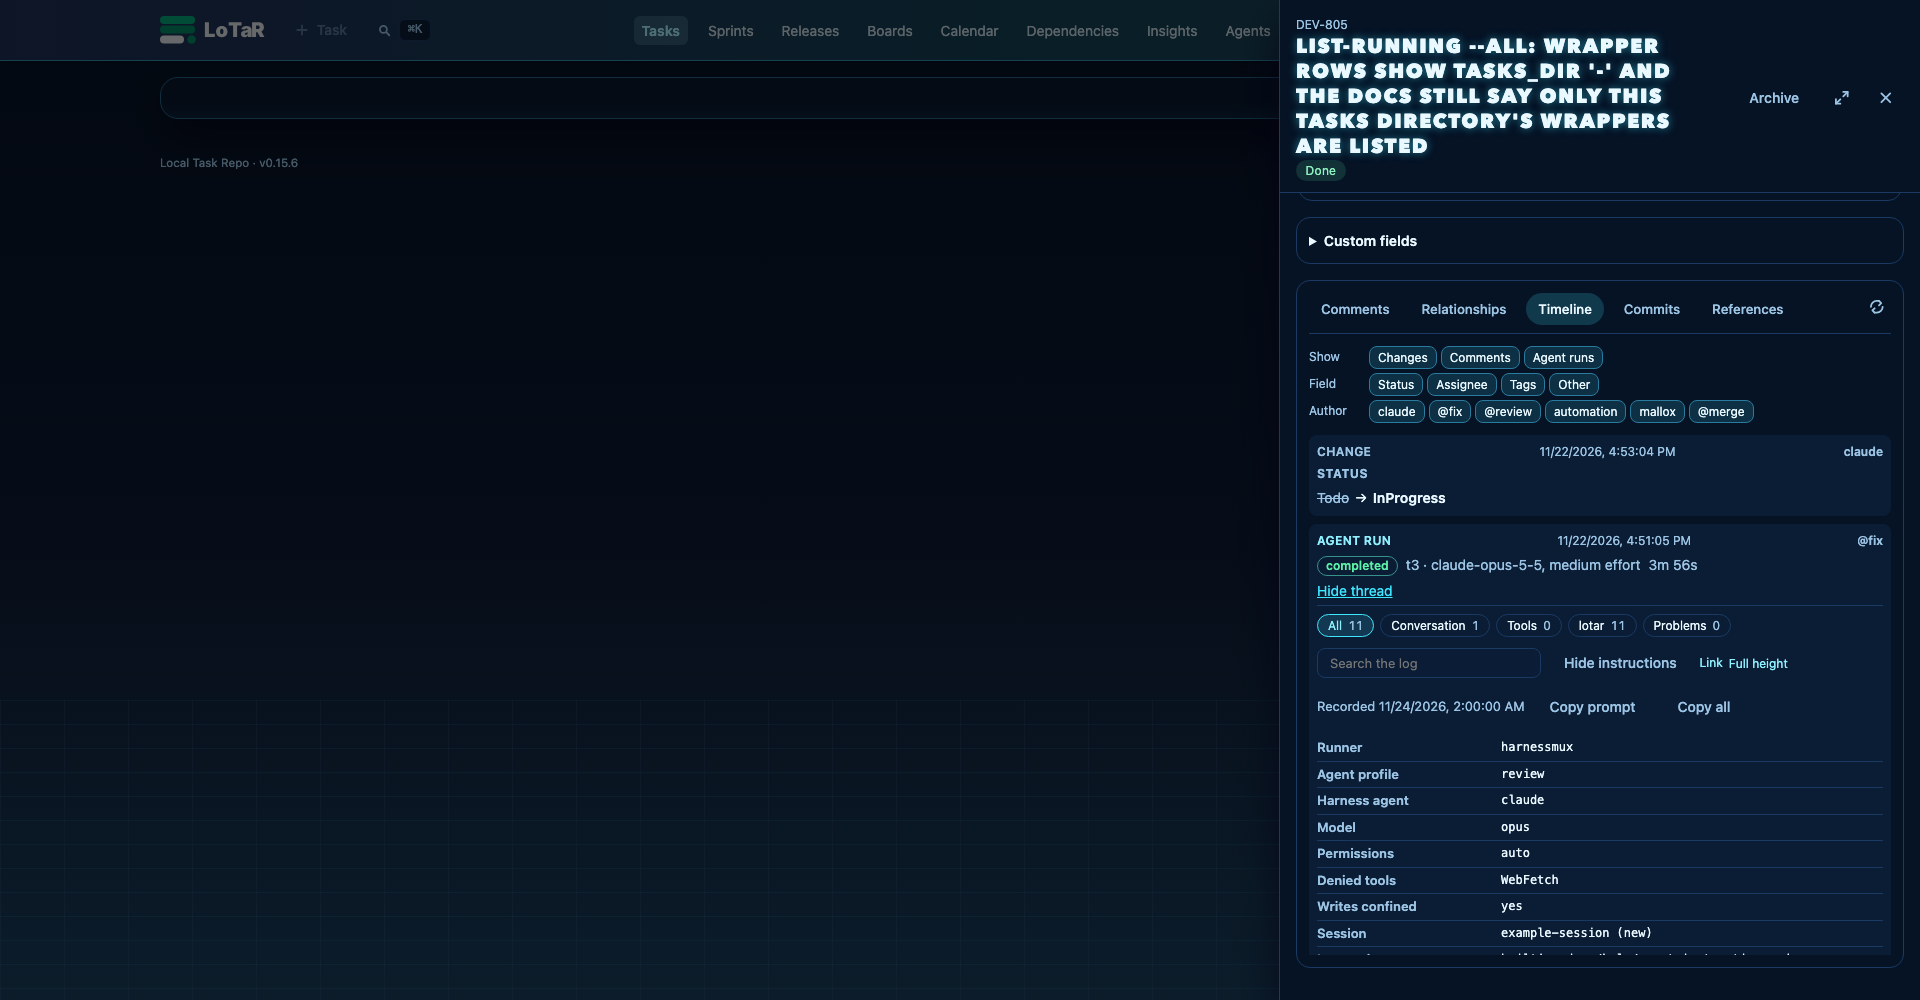 LoTaR
+ Task
⌘K
Tasks
Sprints
Releases
Boards
Calendar
Dependencies
Insights
Agents
Local Task Repo · v0.15.6
DEV-805
LIST-RUNNING --ALL: WRAPPER
ROWS SHOW TASKS_DIR '-' AND
THE DOCS STILL SAY ONLY THIS
TASKS DIRECTORY'S WRAPPERS
ARE LISTED
Done
Archive
Custom fields
Comments
Relationships
Timeline
Commits
References
Show Changes Comments Agent runs
Field Status Assignee Tags Other
Author claude @fix @review automation mallox @merge
CHANGE 11/22/2026, 4:53:04 PM claude
STATUS
Todo → InProgress
AGENT RUN 11/22/2026, 4:51:05 PM @fix
completed t3 · claude-opus-5-5, medium effort 3m 56s
Hide thread
All 11 Conversation 1 Tools 0 lotar 11 Problems 0
Search the log Hide instructions Link Full height
Recorded 11/24/2026, 2:00:00 AM Copy prompt Copy all
Runner harnessmux
Agent profile review
Harness agent claude
Model opus
Permissions auto
Denied tools WebFetch
Writes confined yes
Session example-session (new)